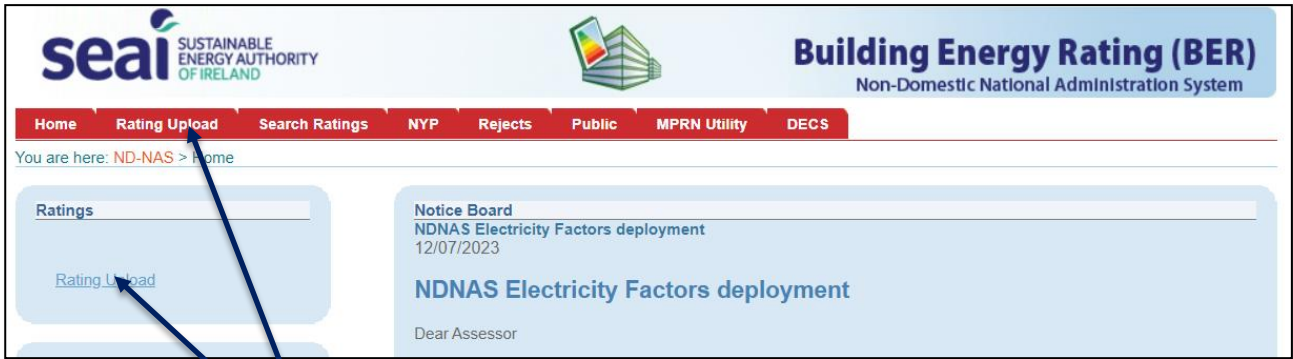 seai SUSTAINABLE
ENERGY AUTHORITY
OF IRELAND
Building Energy Rating (BER)
Non-Domestic National Administration System
Home Rating Upload Search Ratings NYP Rejects Public MPRN Utility DECS
You are here: ND-NAS > Home
Ratings
Rating Upload
Notice Board
NDNAS Electricity Factors deployment
12/07/2023
NDNAS Electricity Factors deployment
Dear Assessor